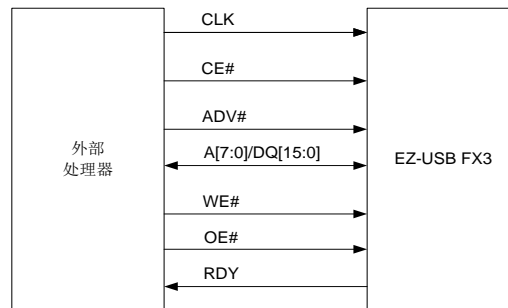 CLK
CE#
ADV#
A[7:0]/DQ[15:0]
外部
处理器
EZ-USB FX3
WE#
OE#
RDY